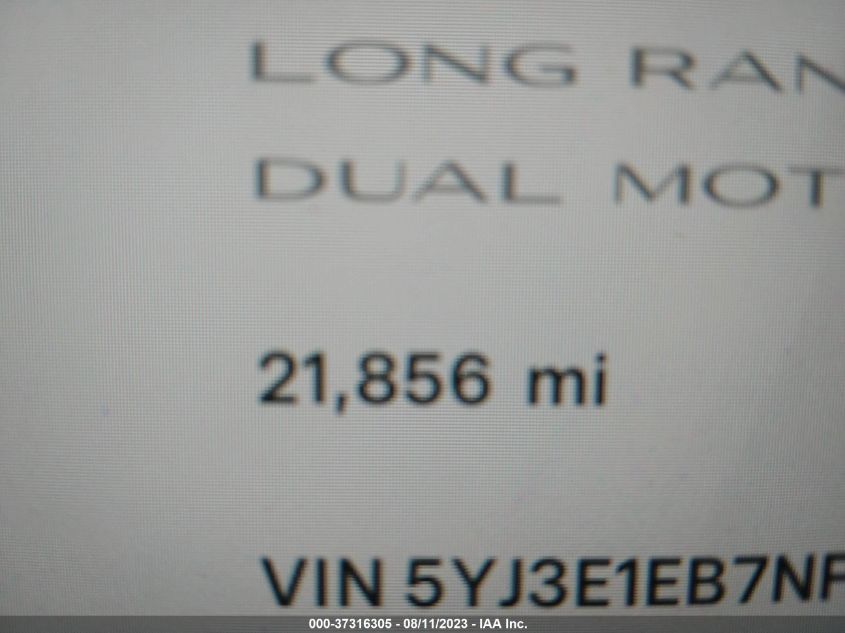 LONG RAN
DUAL MOT
21,856 mi
VIN 5YJ3E1EB7NF
000-37316305 - 08/11/2023 - IAA Inc.